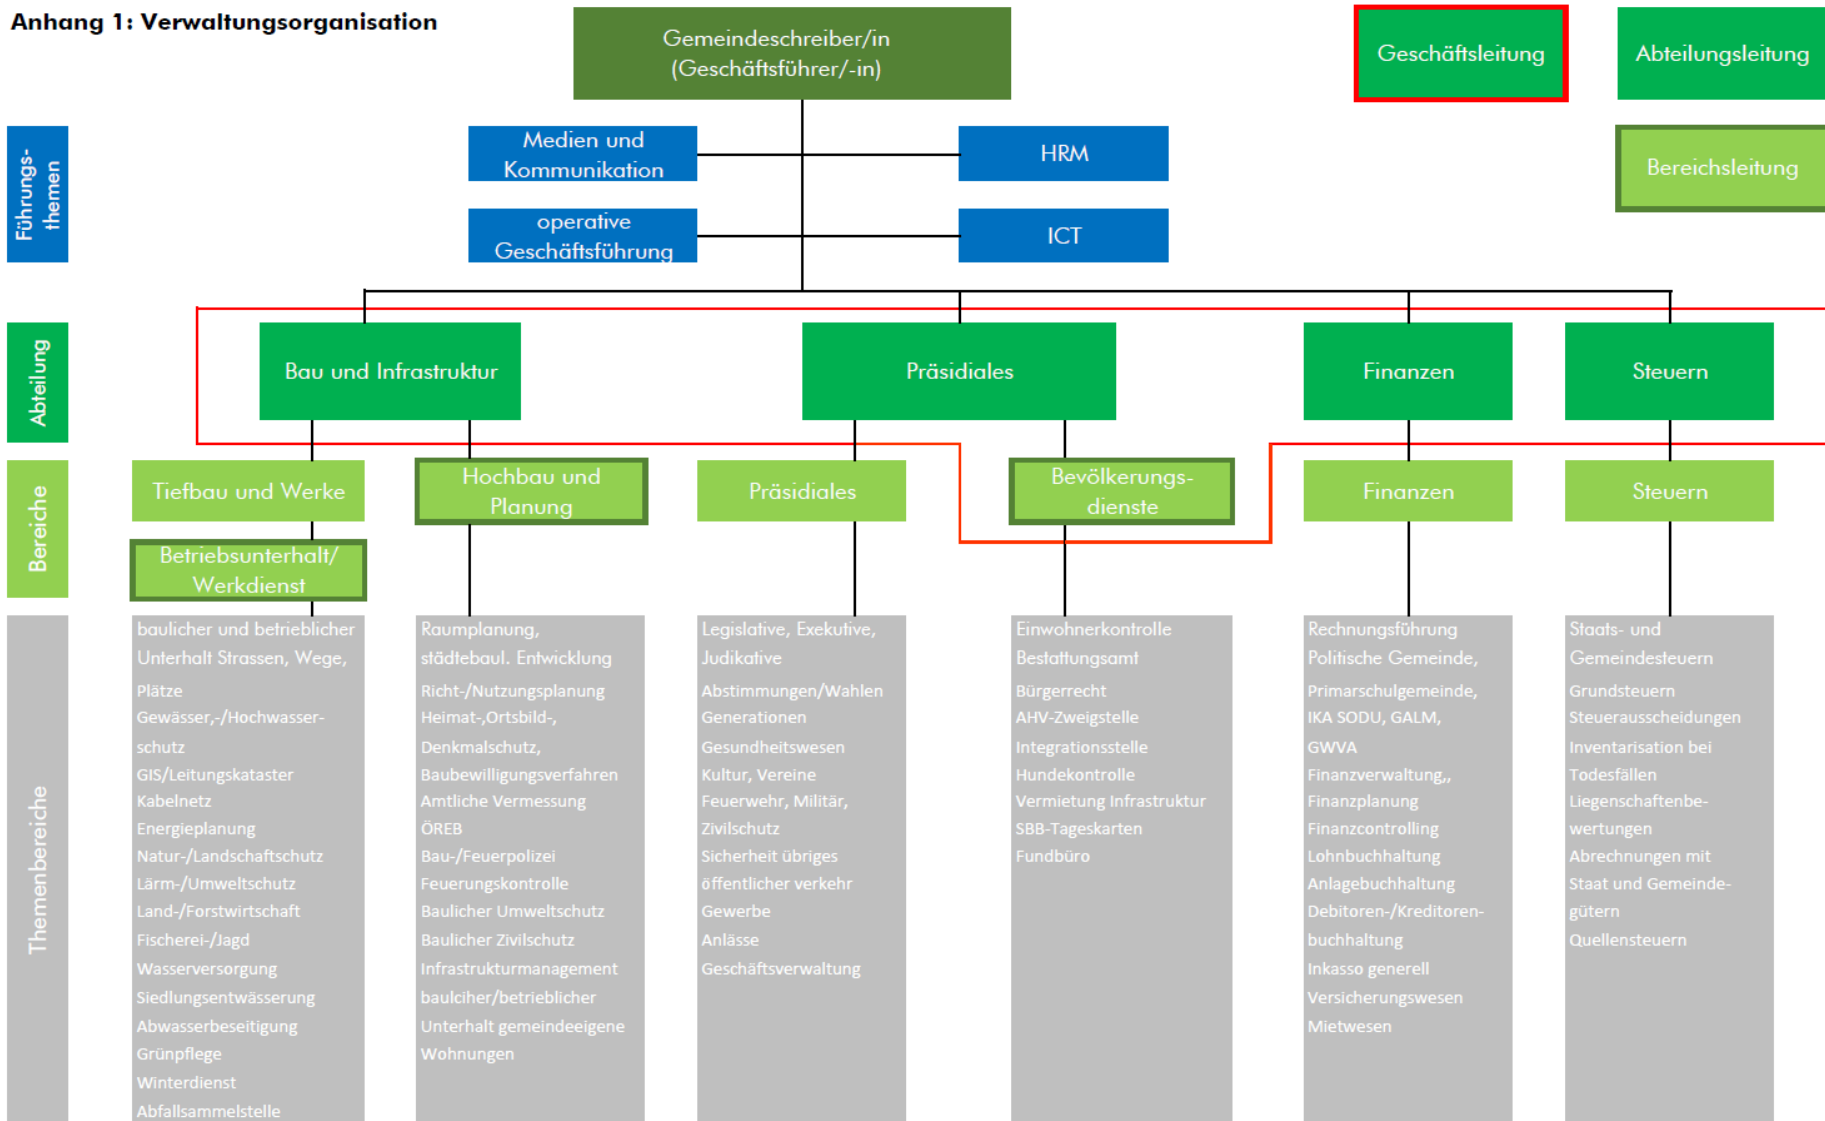 Anhang 1: Verwaltungsorganisation
Gemeindeschreiber/in
(Geschäftsführer/-in)
Geschäftsleitung
Abteilungsleitung
Bereichsleitung
Führungs-
themen
Medien und
Kommunikation
HRM
operative
Geschäftsführung
ICT
Abteilung
Bau und Infrastruktur
Präsidiales
Finanzen
Steuern
Bereiche
Tiefbau und Werke
Hochbau und
Planung
Präsidiales
Bevölkerungs-
dienste
Finanzen
Steuern
Betriebsunterhalt/
Werkdienst
Themenbereiche
baulicher und betrieblicher
Unterhalt Strassen, Wege,
Plätze
Gewässer,-/Hochwasser-
schutz
GIS/Leitungskataster
Kabelnetz
Energieplanung
Natur-/Landschaftschutz
Lärm-/Umweltschutz
Land-/Forstwirtschaft
Fischerei-/Jagd
Wasserversorgung
Siedlungsentwässerung
Abwasserbeseitigung
Grünpflege
Winterdienst
Abfallsammelstelle
Raumplanung,
städtebaul. Entwicklung
Richt-/Nutzungsplanung
Heimat-,Ortsbild-,
Denkmalschutz,
Baubewilligungsverfahren
Amtliche Vermessung
ÖREB
Bau-/Feuerpolizei
Feuerungskontrolle
Baulicher Umweltschutz
Baulicher Zivilschutz
Infrastrukturmanagement
baulciher/betrieblicher
Unterhalt gemeindeeigene
Wohnungen
Legislative, Exekutive,
Judikative
Abstimmungen/Wahlen
Generationen
Gesundheitswesen
Kultur, Vereine
Feuerwehr, Militär,
Zivilschutz
Sicherheit übriges
öffentlicher verkehr
Gewerbe
Anlässe
Geschäftsverwaltung
Einwohnerkontrolle
Bestattungsamt
Bürgerrecht
AHV-Zweigstelle
Integrationsstelle
Hundekontrolle
Vermietung Infrastruktur
SBB-Tageskarten
Fundbüro
Rechnungsführung
Politische Gemeinde,
Primarschulgemeinde,
IKA SODU, GALM,
GWVA
Finanzverwaltung,,
Finanzplanung
Finanzcontrolling
Lohnbuchhaltung
Anlagebuchhaltung
Debitoren-/Kreditoren-
buchhaltung
Inkasso generell
Versicherungswesen
Mietwesen
Staats- und
Gemeindesteuern
Grundsteuern
Steuerausscheidungen
Inventarisation bei
Todesfällen
Liegenschaftenbe-
wertungen
Abrechnungen mit
Staat und Gemeinde-
gütern
Quellensteuern